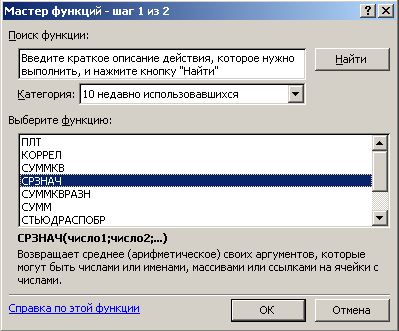 Мастер функций - шаг 1 из 2
Поиск функции:
Введите краткое описание действия, которое нужно
выполнить, и нажмите кнопку "Найти"
Найти
Категория: 10 недавно использовавшихся
Выберите функцию:
ПЛТ
КОРРЕЛ
СУММКВ
СРЗНАЧ
СУММКВРАЗН
СУММ
СТЬЮДРАСПОБР
СРЗНАЧ(число1;число2;...)
Возвращает среднее (арифметическое) своих аргументов, которые
могут быть числами или именами, массивами или ссылками на ячейки с
числами.
Справка по этой функции
ОК
Отмена